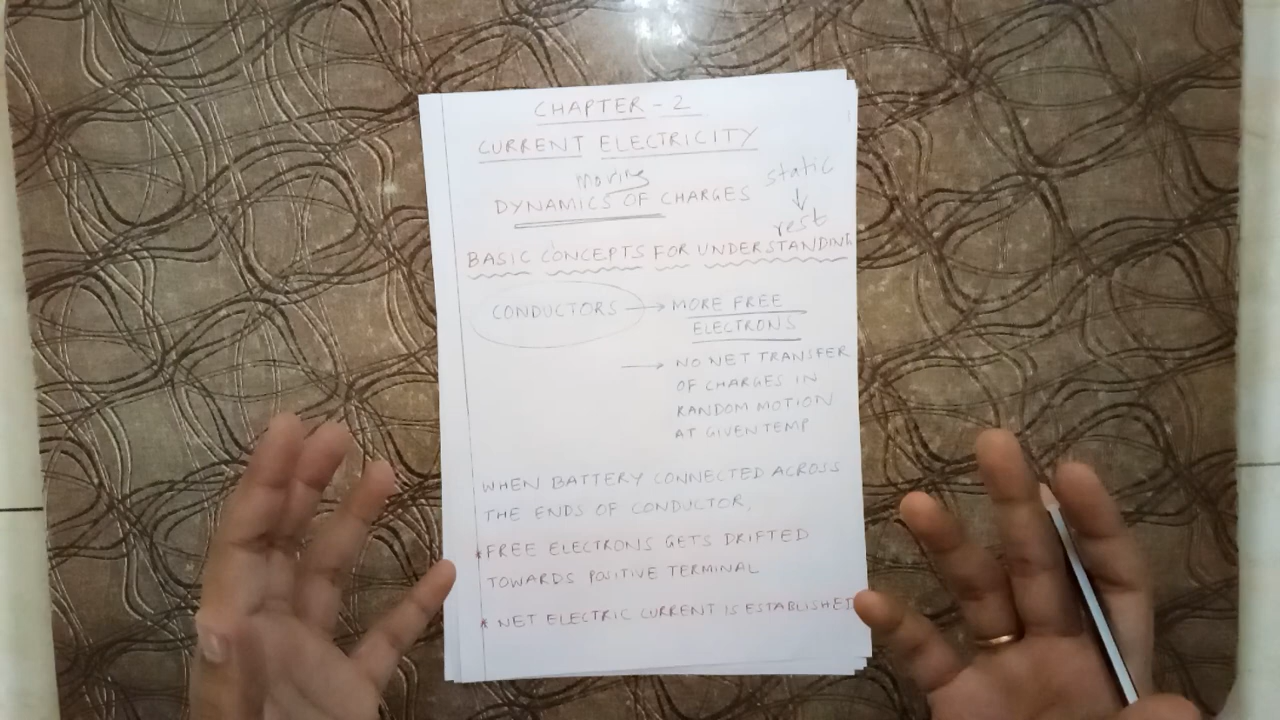 CHAPTER - 2
CURRENT ELECTRICITY
moving
static
DYNAMICS OF CHARGES
↓
rest
BASIC CONCEPTS FOR UNDERSTANDING
CONDUCTORS → MORE FREE
ELECTRONS
→ NO NET TRANSFER
OF CHARGES IN
RANDOM MOTION
AT GIVEN TEMP
WHEN BATTERY CONNECTED ACROSS
THE ENDS OF CONDUCTOR,
* FREE ELECTRONS GETS DRIFTED
TOWARDS POSITIVE TERMINAL
* NET ELECTRIC CURRENT IS ESTABLISHED